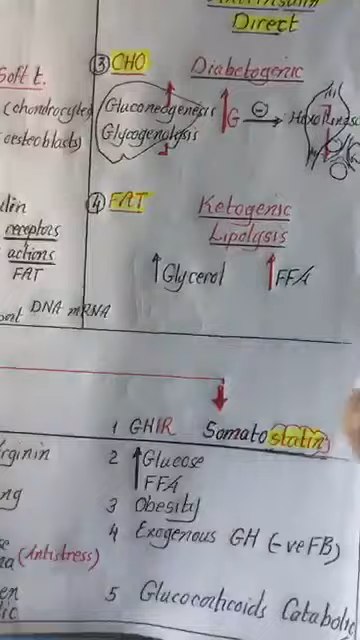 Direct
③ CHO Diabetogenic
Soft t.
(chondrocytes
oesteoblasts)
Gluconeogenesis
Glycogenolysis
↑G ⊖→ Hexokinase
④ FAT Ketogenic
Lipolysis
receptors
actions
FAT
↑Glycerol ↑FFA
DNA mRNA
1 GHIR Somatostatin
2 ↑Glucose
FFA
3 Obesity
4 Exogenous GH (-ve FB)
(Antistress)
5 Glucocorticoids Catabolic